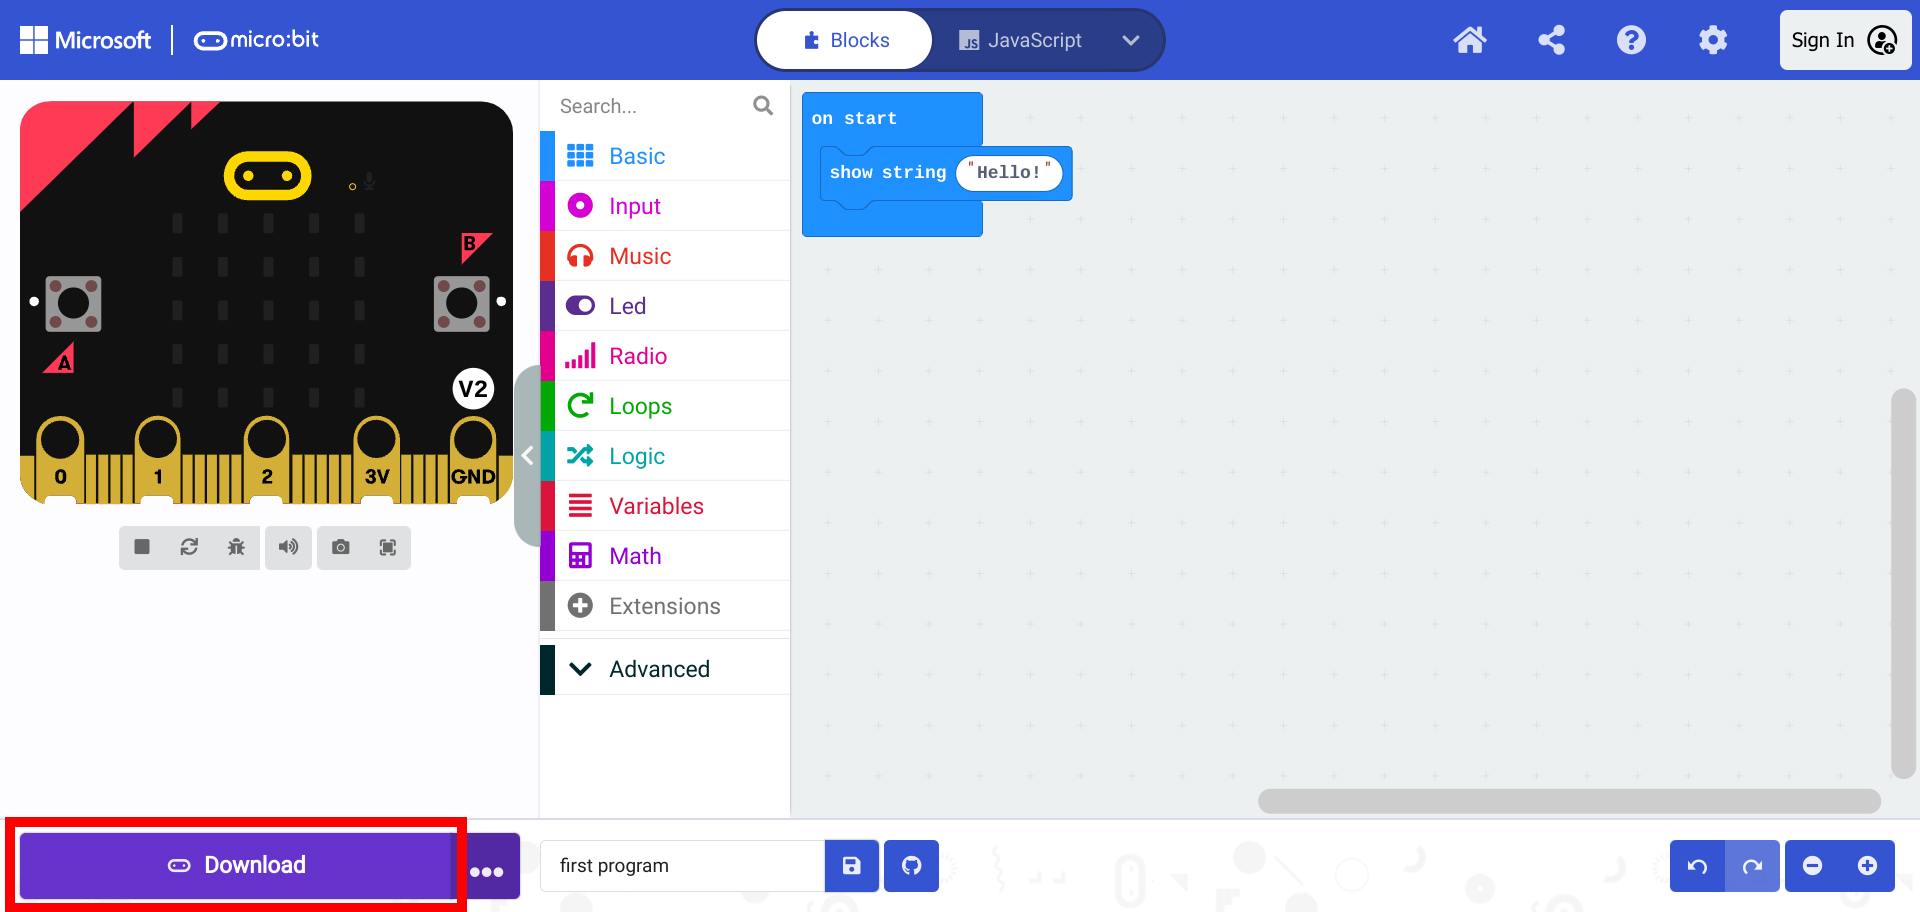 Microsoft
micro:bit
Blocks
JS JavaScript
Sign In
Search...
Basic
Input
Music
Led
Radio
Loops
Logic
Variables
Math
Extensions
Advanced
on start
show string "Hello!"
B
A
V2
0 1 2 3V GND
Download
first program